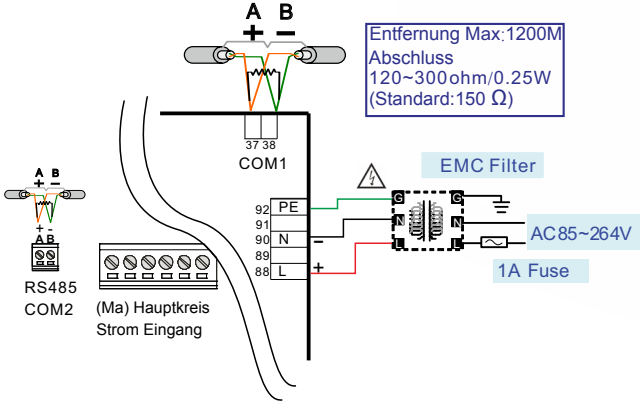 A B
+ −
Entfernung Max:1200M
Abschluss
120~300ohm/0.25W
(Standard:150 Ω)
37 38
COM1
EMC Filter
A B
+ −
+ -
A B
RS485
COM2
(Ma) Hauptkreis
Strom Eingang
92 PE
91
90 N −
89
88 L +
G G
N N
L L
AC85~264V
1A Fuse